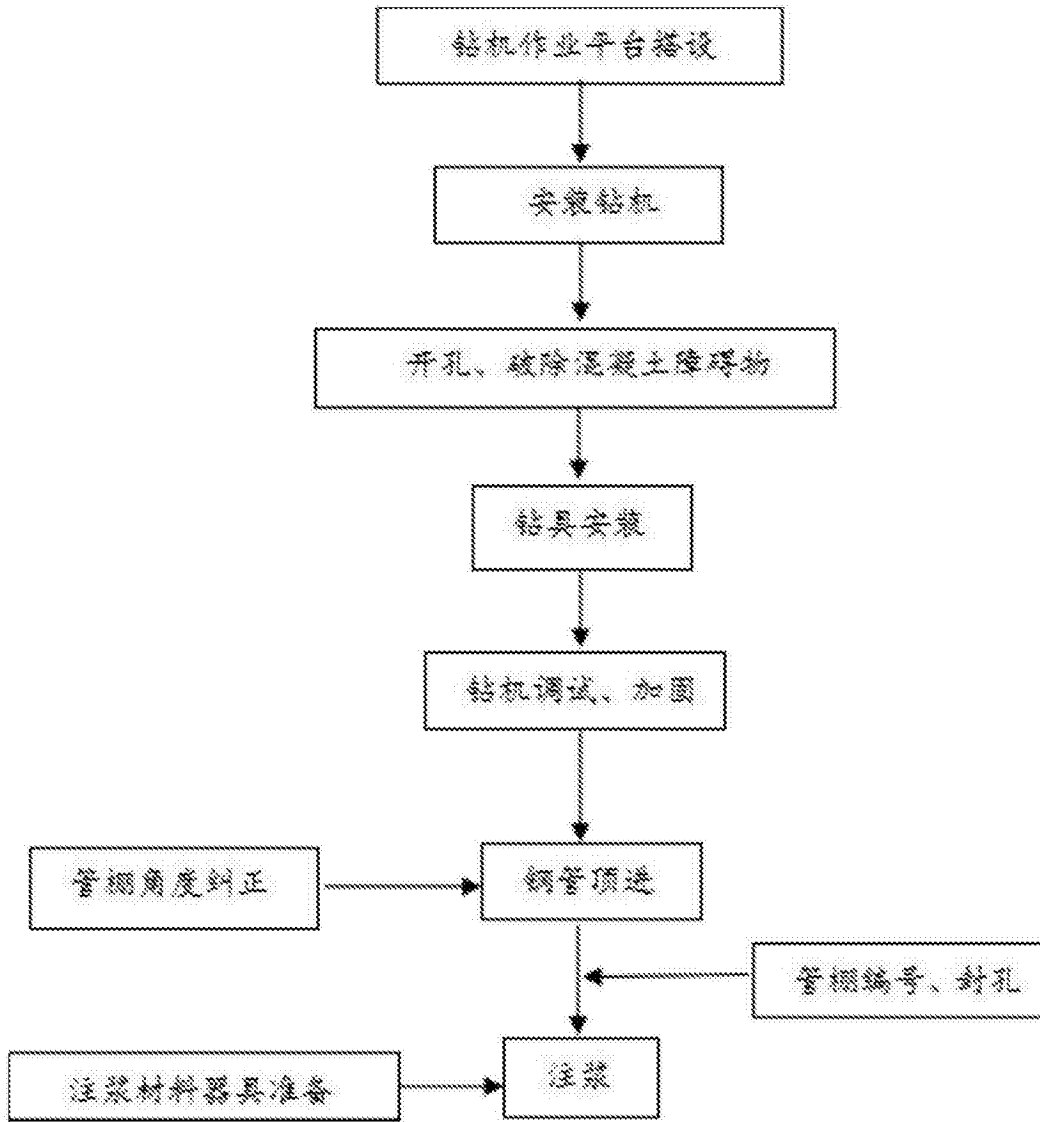 钻机作业平台搭设
安装钻机
开孔、破除混凝土障碍物
钻具安装
钻机调试、加固
管棚角度纠正
钢管顶进
管棚编号、封孔
注浆
注浆材料器具准备